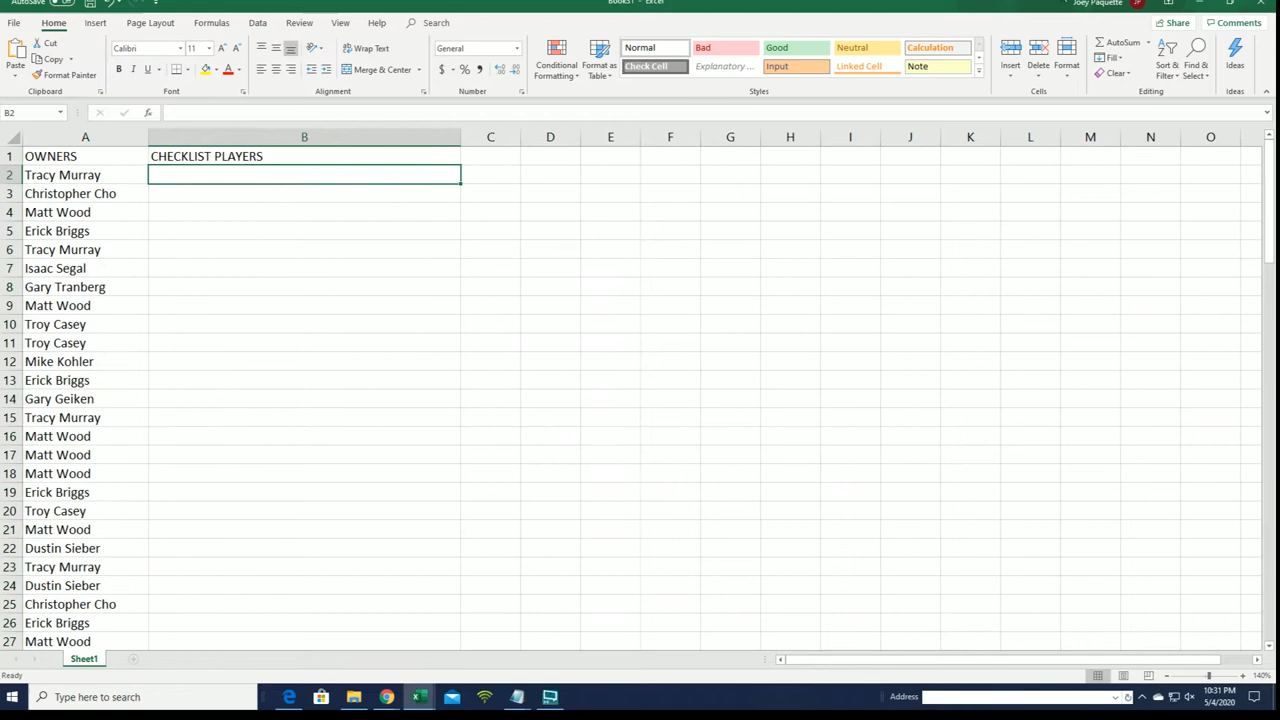 AutoSave
Book31 - Excel
Joey Paquette
JP
File Home Insert Page Layout Formulas Data Review View Help Search
Share Comments
Paste
Cut
Copy
Format Painter
Clipboard
Calibri 11
B I U
Font
Wrap Text
Merge & Center
Alignment
General
$ % ,
Number
Conditional Formatting
Format as Table
Normal Bad Good Neutral Calculation
Check Cell Explanatory ... Input Linked Cell Note
Styles
Insert Delete Format
Cells
AutoSum
Fill
Clear
Sort & Filter
Find & Select
Editing
Ideas
Ideas
B2 fx
A B C D E F G H I J K L M N O
1 OWNERS CHECKLIST PLAYERS
2 Tracy Murray
3 Christopher Cho
4 Matt Wood
5 Erick Briggs
6 Tracy Murray
7 Isaac Segal
8 Gary Tranberg
9 Matt Wood
10 Troy Casey
11 Troy Casey
12 Mike Kohler
13 Erick Briggs
14 Gary Geiken
15 Tracy Murray
16 Matt Wood
17 Matt Wood
18 Matt Wood
19 Erick Briggs
20 Troy Casey
21 Matt Wood
22 Dustin Sieber
23 Tracy Murray
24 Dustin Sieber
25 Christopher Cho
26 Erick Briggs
27 Matt Wood
Sheet1
Ready
140%
Type here to search
Address
10:31 PM
5/4/2020